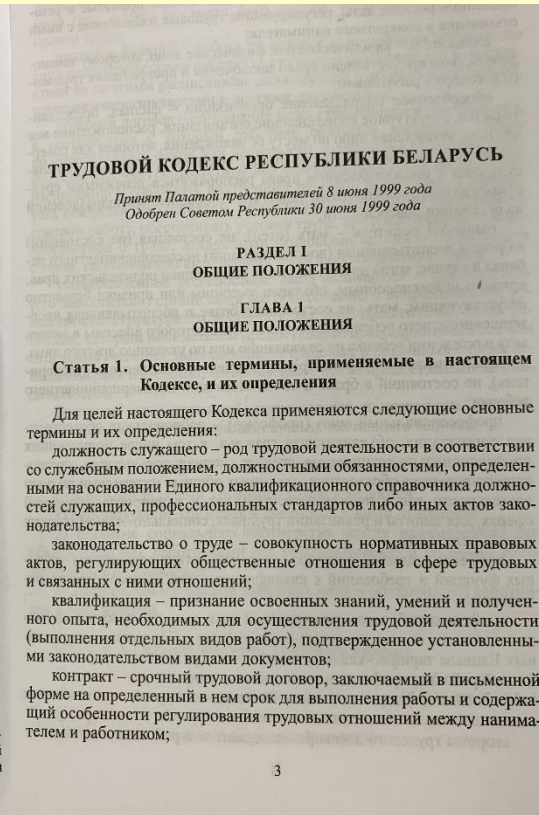 ТРУДОВОЙ КОДЕКС РЕСПУБЛИКИ БЕЛАРУСЬ
Принят Палатой представителей 8 июня 1999 года
Одобрен Советом Республики 30 июня 1999 года
РАЗДЕЛ I
ОБЩИЕ ПОЛОЖЕНИЯ
ГЛАВА 1
ОБЩИЕ ПОЛОЖЕНИЯ
Статья 1. Основные термины, применяемые в настоящем
Кодексе, и их определения
Для целей настоящего Кодекса применяются следующие основные
термины и их определения:
должность служащего – род трудовой деятельности в соответствии
со служебным положением, должностными обязанностями, определен-
ными на основании Единого квалификационного справочника должно-
стей служащих, профессиональных стандартов либо иных актов зако-
нодательства;
законодательство о труде – совокупность нормативных правовых
актов, регулирующих общественные отношения в сфере трудовых
и связанных с ними отношений;
квалификация – признание освоенных знаний, умений и получен-
ного опыта, необходимых для осуществления трудовой деятельности
(выполнения отдельных видов работ), подтвержденное установленны-
ми законодательством видами документов;
контракт – срочный трудовой договор, заключаемый в письменной
форме на определенный в нем срок для выполнения работы и содержа-
щий особенности регулирования трудовых отношений между нанима-
телем и работником;
3